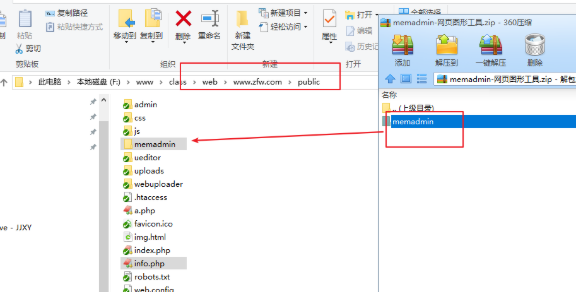 复制路径
粘贴快捷方式
粘贴
剪切
剪贴板
移动到
复制到
删除
重命名
组织
新建
文件夹
新建项目
轻松访问
新建
属性
打开
编辑
历史记
打开
全部选择
此电脑 > 本地磁盘 (F:) > www > class > web > www.zfw.com > public
admin
css
js
memadmin
ueditor
uploads
webuploader
.htaccess
a.php
favicon.ico
img.html
index.php
info.php
robots.txt
web.config
ve - JJXY
memadmin-网页图形工具.zip - 360压缩
添加
解压到
一键解压
删除
memadmin-网页图形工具.zip - 解包
名称
.. (上级目录)
memadmin